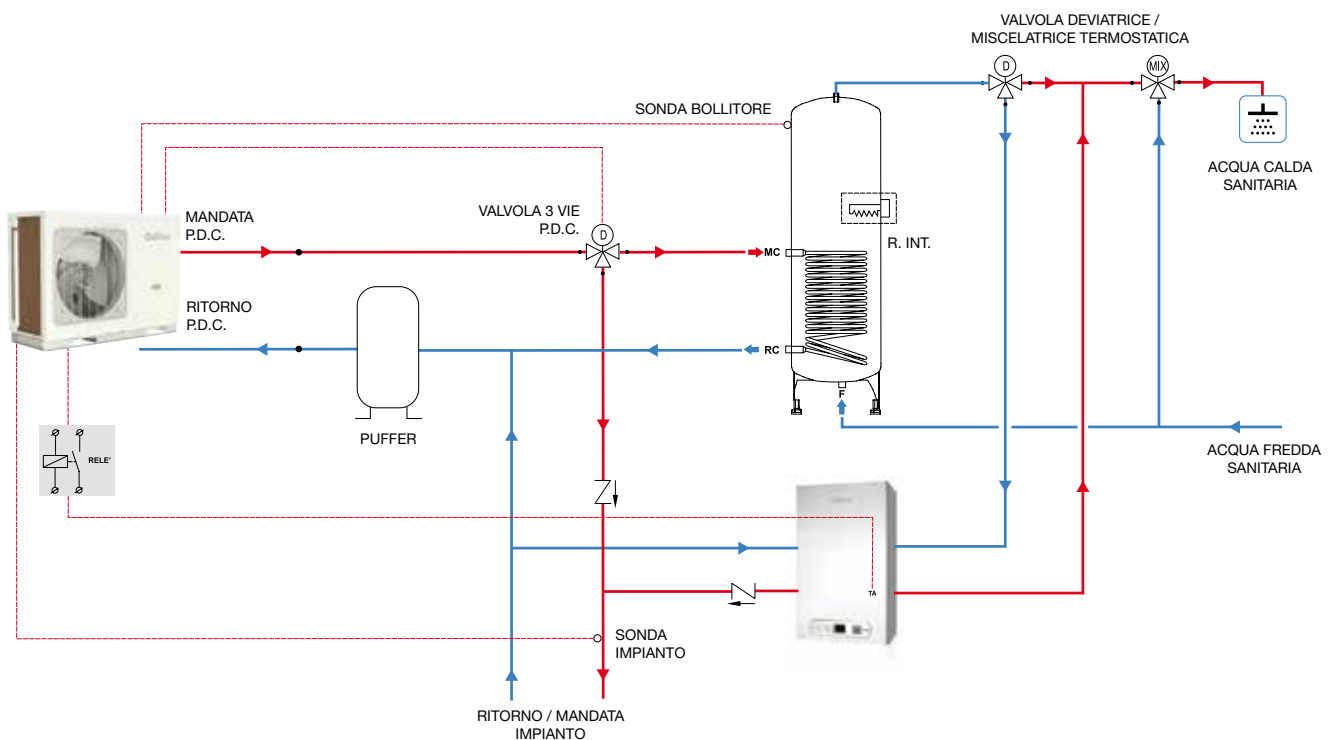 VALVOLA DEVIATRICE /
MISCELATRICE TERMOSTATICA
D
MIX
SONDA BOLLITORE
ACQUA CALDA
SANITARIA
MANDATA
P.D.C.
VALVOLA 3 VIE
P.D.C.
D
R. INT.
MC
RITORNO
P.D.C.
RC
F
PUFFER
ACQUA FREDDA
SANITARIA
RELE'
TA
SONDA
IMPIANTO
RITORNO / MANDATA
IMPIANTO